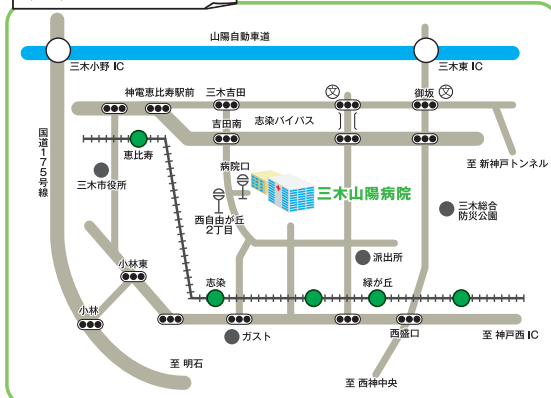 山陽自動車道
三木小野 IC
三木東 IC
神電恵比寿駅前
三木吉田
文
御坂
文
吉田南
志染バイパス
国道175号線
恵比寿
病院口
至 新神戸トンネル
三木市役所
三木山陽病院
西自由が丘
2丁目
三木総合
防災公園
小林東
派出所
志染
緑が丘
小林
ガスト
西盛口
至 神戸西 IC
至 明石
至 西神中央